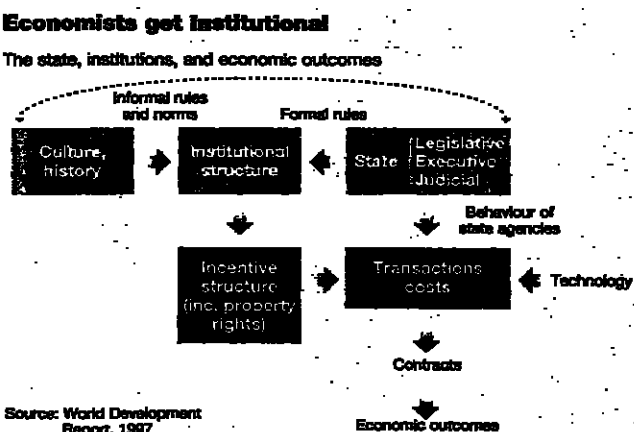 Economists get institutional
The state, institutions, and economic outcomes
Informal rules
and norms
Formal rules
Culture,
history
Institutional
structure
State
Legislative
Executive
Judicial
Behaviour of
state agencies
Incentive
structure
(inc. property
rights)
Transactions
costs
Technology
Contracts
Economic outcomes
Source: World Development
Report, 1997